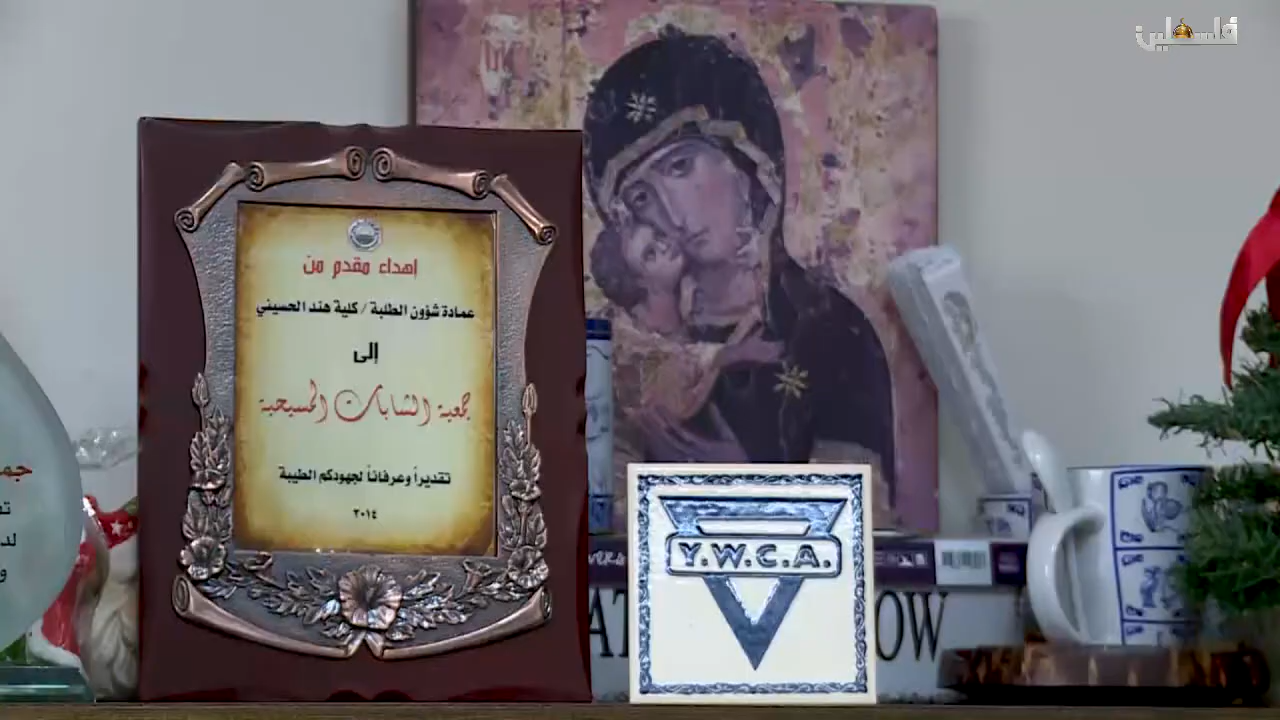 فلسطين
اهداء مقدم من
عمادة شؤون الطلبة / كلية هند الحسيني
إلى
جمعية الشابات المسيحية
تقديراً وعرفاناً لجهودكم الطيبة
٢٠١٤
Y.W.C.A.